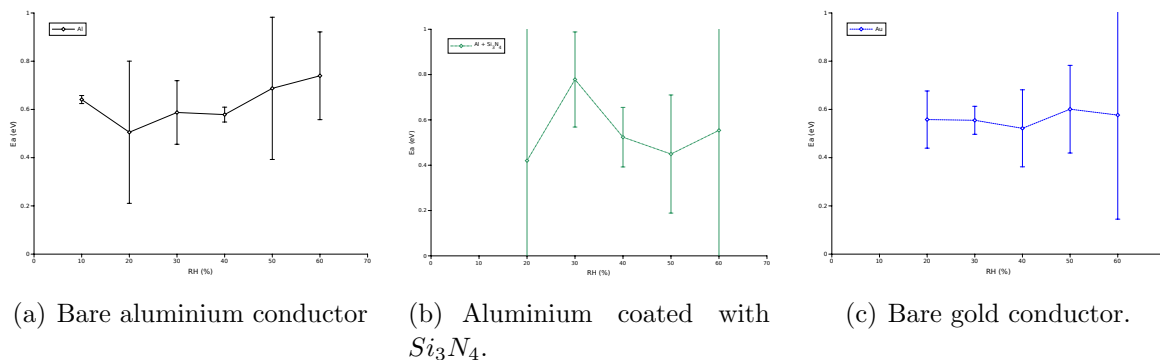 1
0.8
0.6
0.4
0.2
0
Ea (eV)
Al
0 10 20 30 40 50 60 70
RH (%)
1
0.8
0.6
0.4
0.2
0
Ea (eV)
Al + Si3N4
0 10 20 30 40 50 60 70
RH (%)
1
0.8
0.6
0.4
0.2
0
Ea (eV)
Au
0 10 20 30 40 50 60 70
RH (%)
(a) Bare aluminium conductor
(b) Aluminium coated with
Si3N4.
(c) Bare gold conductor.